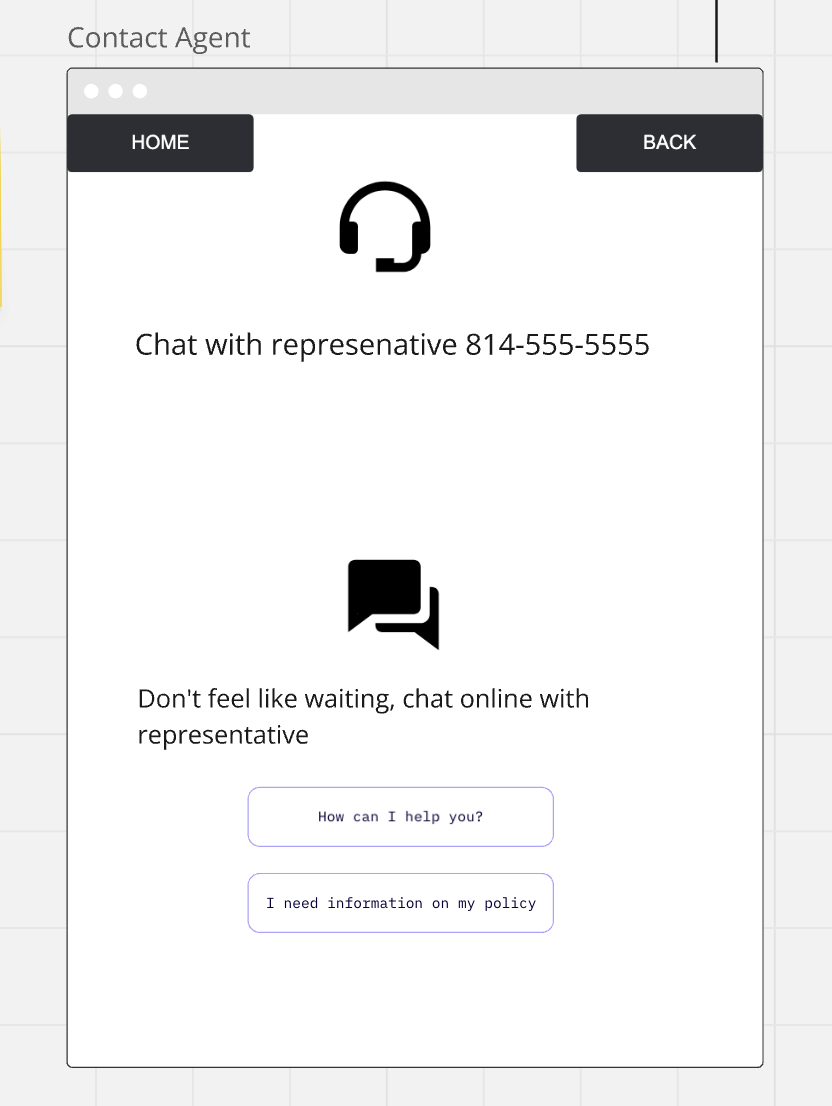 Contact Agent
HOME
BACK
Chat with represenative 814-555-5555
Don't feel like waiting, chat online with
representative
How can I help you?
I need information on my policy